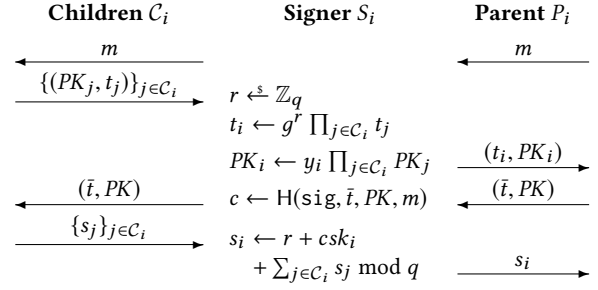 Children 𝒞ᵢ Signer Sᵢ Parent Pᵢ
m m
{(PKⱼ, tⱼ)}ⱼ∈𝒞ᵢ r ←$ ℤ_q
tᵢ ← gʳ ∏ⱼ∈𝒞ᵢ tⱼ
PKᵢ ← yᵢ ∏ⱼ∈𝒞ᵢ PKⱼ (tᵢ, PKᵢ)
(t̄, PK) c ← H(sig, t̄, PK, m) (t̄, PK)
{sⱼ}ⱼ∈𝒞ᵢ sᵢ ← r + cskᵢ
+ ∑ⱼ∈𝒞ᵢ sⱼ mod q sᵢ